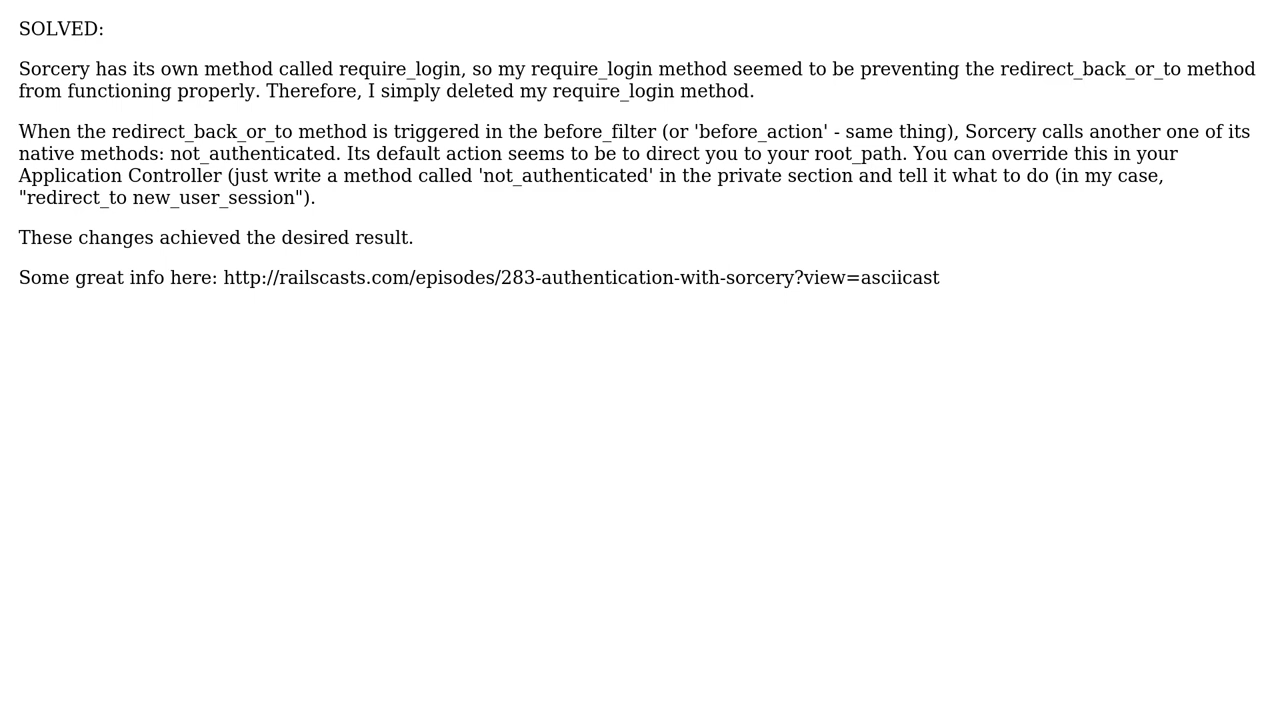 SOLVED:
Sorcery has its own method called require_login, so my require_login method seemed to be preventing the redirect_back_or_to method
from functioning properly. Therefore, I simply deleted my require_login method.
When the redirect_back_or_to method is triggered in the before_filter (or 'before_action' - same thing), Sorcery calls another one of its
native methods: not_authenticated. Its default action seems to be to direct you to your root_path. You can override this in your
Application Controller (just write a method called 'not_authenticated' in the private section and tell it what to do (in my case,
"redirect_to new_user_session").
These changes achieved the desired result.
Some great info here: http://railscasts.com/episodes/283-authentication-with-sorcery?view=asciicast